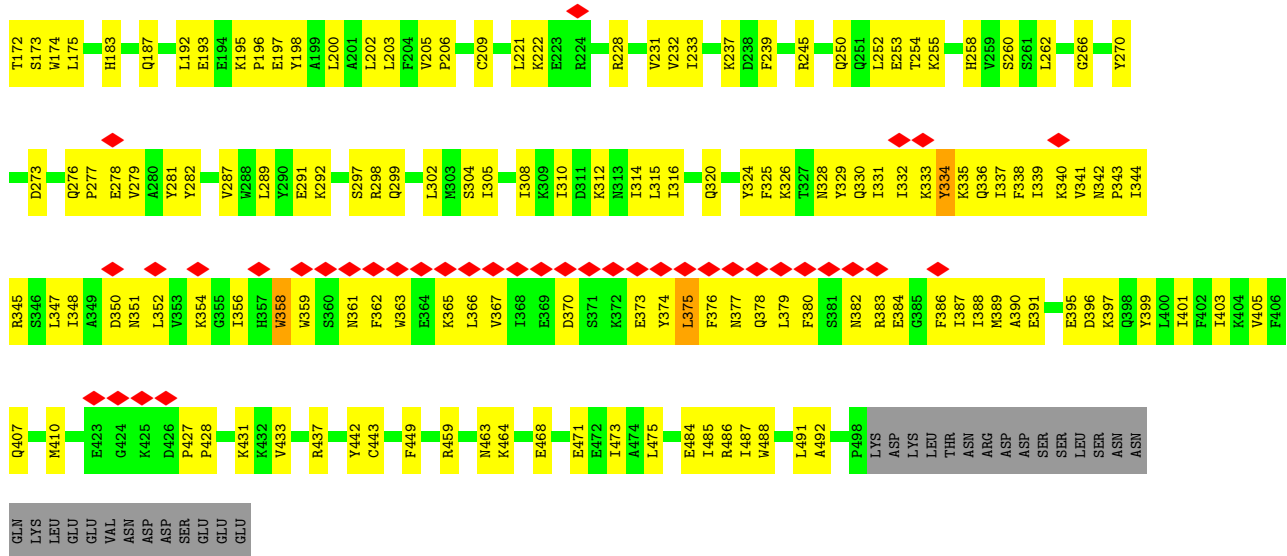 T172 S173 W174 L175 H183 Q187 L192 E193 E194 K195 P196 E197 Y198 A199 L200 A201 L202 L203 F204 V205 P206 C209 L221 K222 E223 R224 R228 V231 V232 I233 K237 D238 F239 R245 Q250 Q251 L252 E253 T254 K255 H258 V259 S260 S261 L262 G266 Y270
D273 Q276 P277 E278 V279 A280 Y281 Y282 V287 W288 L289 Y290 E291 K292 S297 R298 Q299 L302 M303 S304 I305 I308 K309 I310 D311 K312 N313 I314 L315 I316 Q320 Y324 F325 K326 T327 N328 Y329 Q330 I331 I332 K333 Y334 K335 Q336 I337 F338 I339 K340 V341 N342 P343 I344
R345 S346 L347 I348 A349 D350 N351 L352 V353 K354 G355 I356 H357 W358 W359 S360 N361 F362 W363 E364 K365 L366 V367 I368 E369 D370 S371 K372 E373 Y374 L375 F376 N377 Q378 L379 F380 S381 N382 R383 E384 G385 F386 I387 I388 M389 A390 E391 E395 D396 K397 Q398 Y399 L400 I401 F402 I403 K404 V405 F406
Q407 M410 E423 G424 K425 D426 P427 P428 K431 K432 V433 R437 Y442 C443 F449 R459 N463 K464 E468 E471 E472 I473 A474 L475 E484 I485 R486 I487 W488 L491 A492 P498 LYS ASP LYS LEU THR ASN ARG ASP ASP SER SER LEU SER ASN ASN
GLN LYS LEU GLU GLU VAL ASN ASP ASP SER GLU GLU GLU